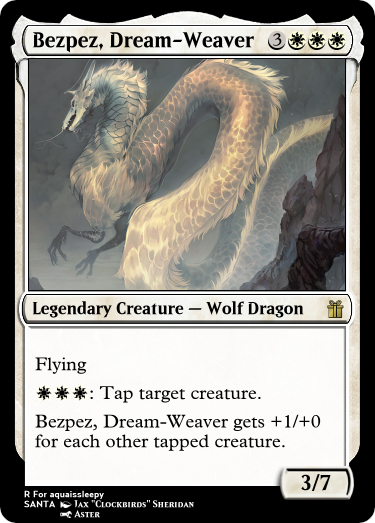 Bezpez, Dream-Weaver 3
Legendary Creature — Wolf Dragon
Flying
: Tap target creature.
Bezpez, Dream-Weaver gets +1/+0
for each other tapped creature.
3/7
R For aquaissleepy
SANTA Jax "Clockbirds" Sheridan
Aster